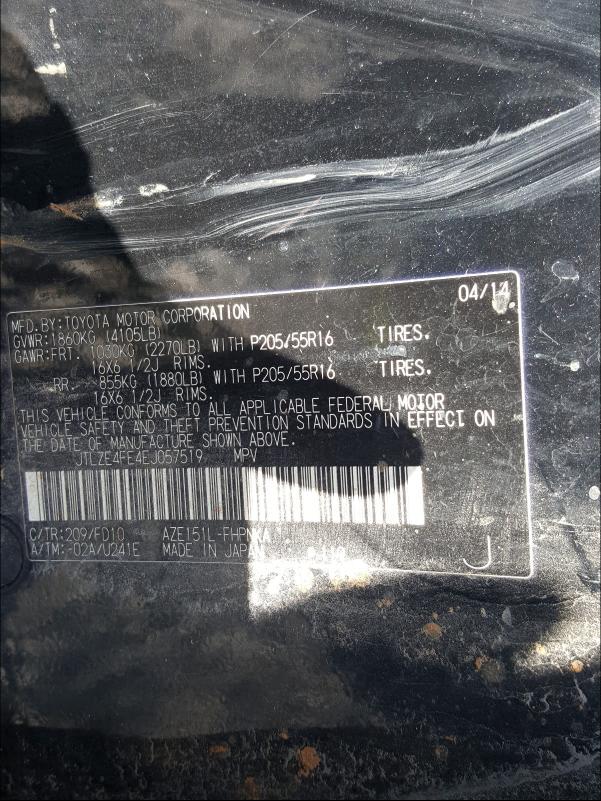 04/14
MFD.BY:TOYOTA MOTOR CORPORATION
GVWR:1860KG (4105LB)
GAWR:FRT. 1030KG (2270LB) WITH P205/55R16 TIRES.
16X6 1/2J RIMS.
RR. 855KG (1880LB) WITH P205/55R16 TIRES.
16X6 1/2J RIMS.
THIS VEHICLE CONFORMS TO ALL APPLICABLE FEDERAL MOTOR
VEHICLE SAFETY AND THEFT PREVENTION STANDARDS IN EFFECT ON
THE DATE OF MANUFACTURE SHOWN ABOVE.
JTLZE4FE4EJ057519 MPV
C/TR:209/FD10 AZE151L-FHPNKA
A/TM:-02A/U241E MADE IN JAPAN
J